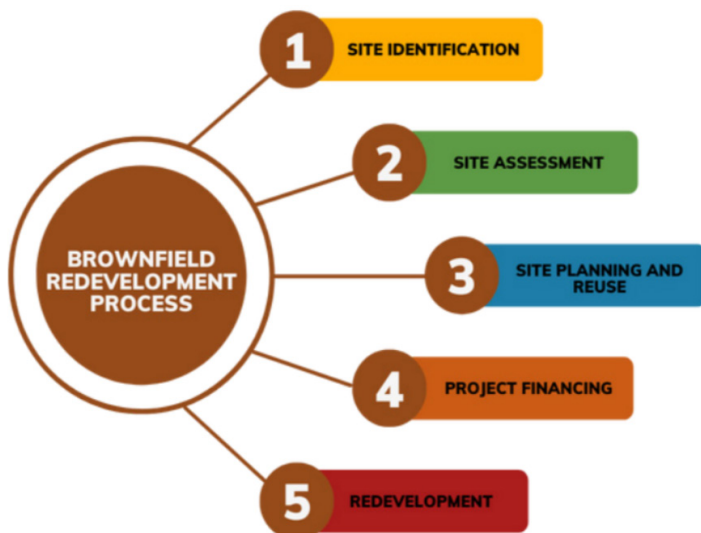 BROWNFIELD
REDEVELOPMENT
PROCESS
1
SITE IDENTIFICATION
2
SITE ASSESSMENT
3
SITE PLANNING AND
REUSE
4
PROJECT FINANCING
5
REDEVELOPMENT